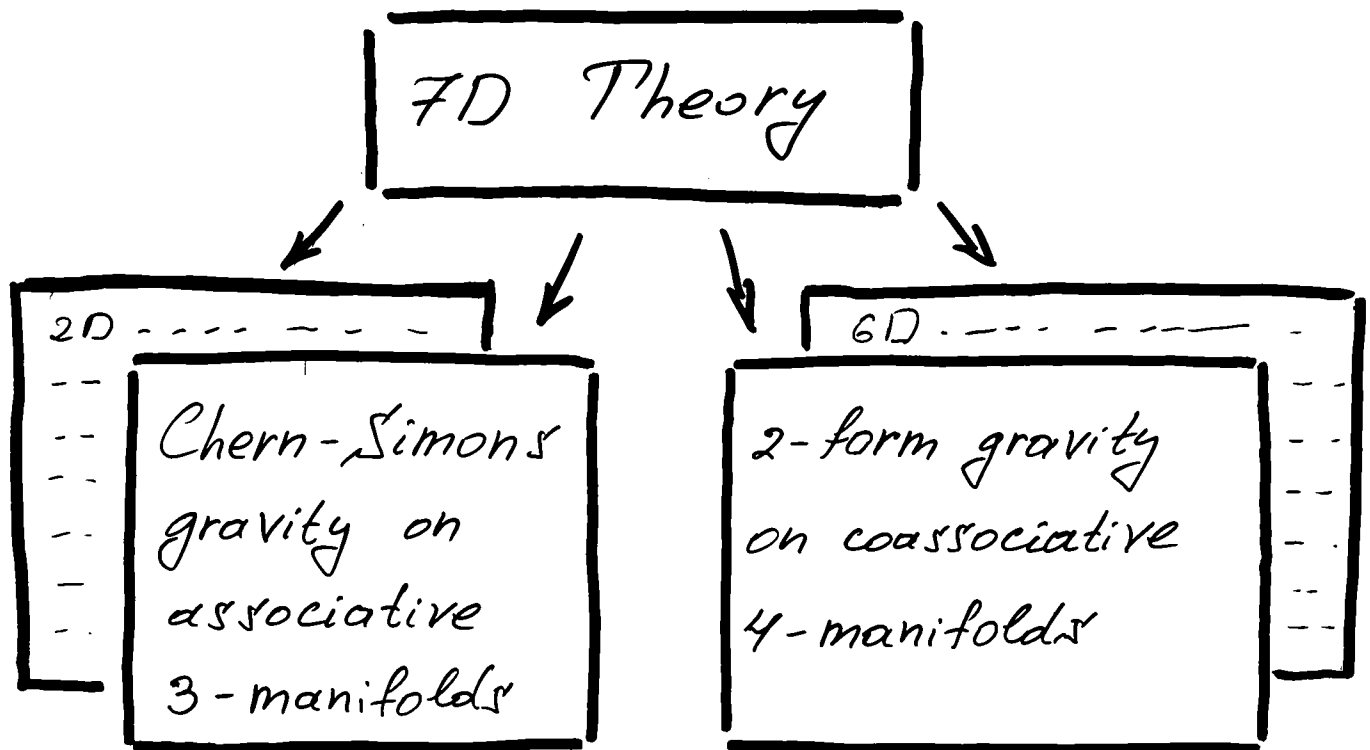 7D Theory
2D
Chern-Simons
gravity on
associative
3-manifolds
6D
2-form gravity
on coassociative
4-manifolds